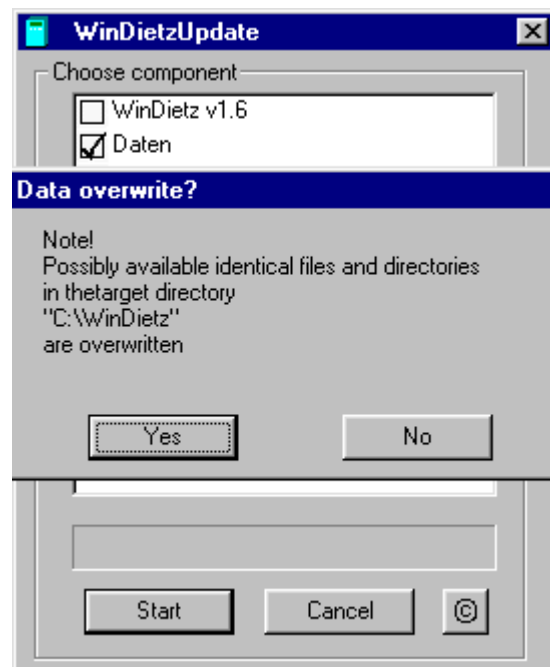 WinDietzUpdate
Choose component
WinDietz v1.6
Daten
Data overwrite?
Note!
Possibly available identical files and directories
in thetarget directory
"C:\WinDietz"
are overwritten
Yes No
Start Cancel ©